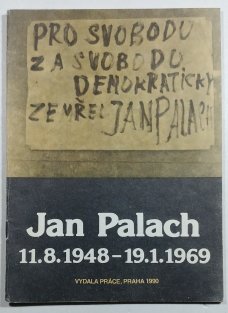 PRO SVOBODU
ZA SVOBODU
DEMOKRATICKY
ZEMŘEL JAN PALACH
Jan Palach
11.8.1948 – 19.1.1969
VYDALA PRÁCE, PRAHA 1990